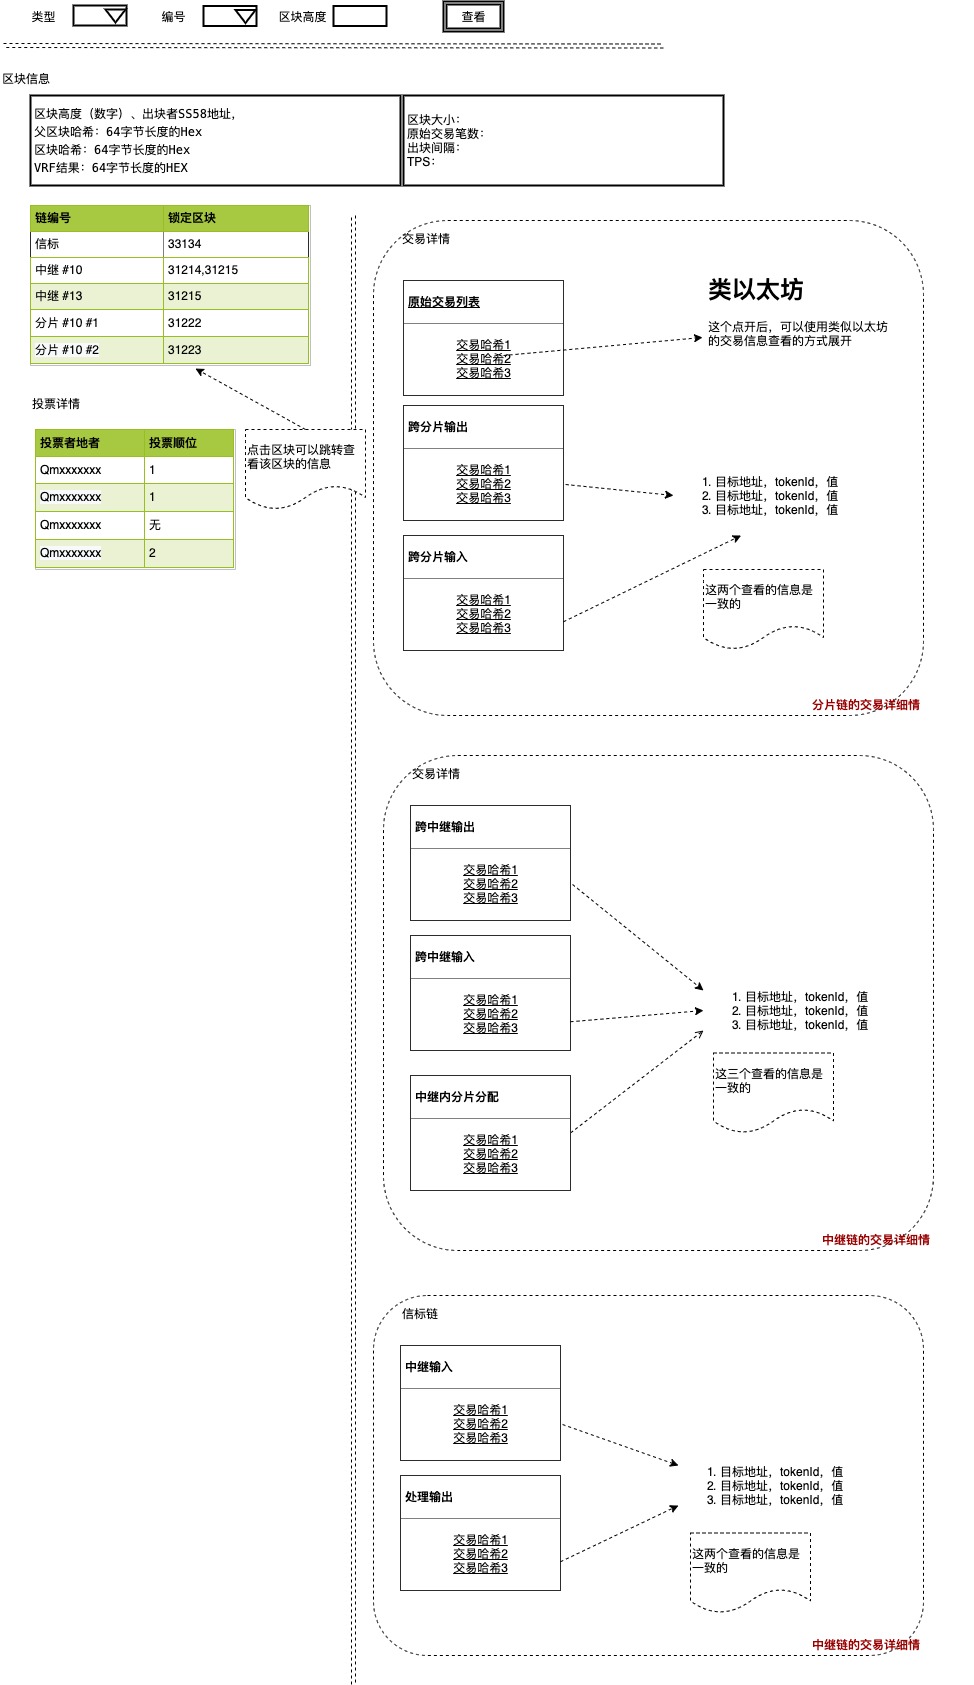 类型 编号 区块高度 查看
区块信息
区块高度（数字）、出块者SS58地址，
父区块哈希：64字节长度的Hex
区块哈希：64字节长度的Hex
VRF结果：64字节长度的HEX
区块大小：
原始交易笔数：
出块间隔：
TPS：
链编号 锁定区块
信标 33134
中继 #10 31214,31215
中继 #13 31215
分片 #10 #1 31222
分片 #10 #2 31223
投票详情
投票者地者 投票顺位
Qmxxxxxxx 1
Qmxxxxxxx 1
Qmxxxxxxx 无
Qmxxxxxxx 2
点击区块可以跳转查
看该区块的信息
交易详情
原始交易列表
交易哈希1
交易哈希2
交易哈希3
类以太坊
这个点开后，可以使用类似以太坊
的交易信息查看的方式展开
跨分片输出
交易哈希1
交易哈希2
交易哈希3
1. 目标地址，tokenId，值
2. 目标地址，tokenId，值
3. 目标地址，tokenId，值
跨分片输入
交易哈希1
交易哈希2
交易哈希3
这两个查看的信息是
一致的
分片链的交易详细情
交易详情
跨中继输出
交易哈希1
交易哈希2
交易哈希3
跨中继输入
交易哈希1
交易哈希2
交易哈希3
1. 目标地址，tokenId，值
2. 目标地址，tokenId，值
3. 目标地址，tokenId，值
这三个查看的信息是
一致的
中继内分片分配
交易哈希1
交易哈希2
交易哈希3
中继链的交易详细情
信标链
中继输入
交易哈希1
交易哈希2
交易哈希3
处理输出
交易哈希1
交易哈希2
交易哈希3
1. 目标地址，tokenId，值
2. 目标地址，tokenId，值
3. 目标地址，tokenId，值
这两个查看的信息是
一致的
中继链的交易详细情